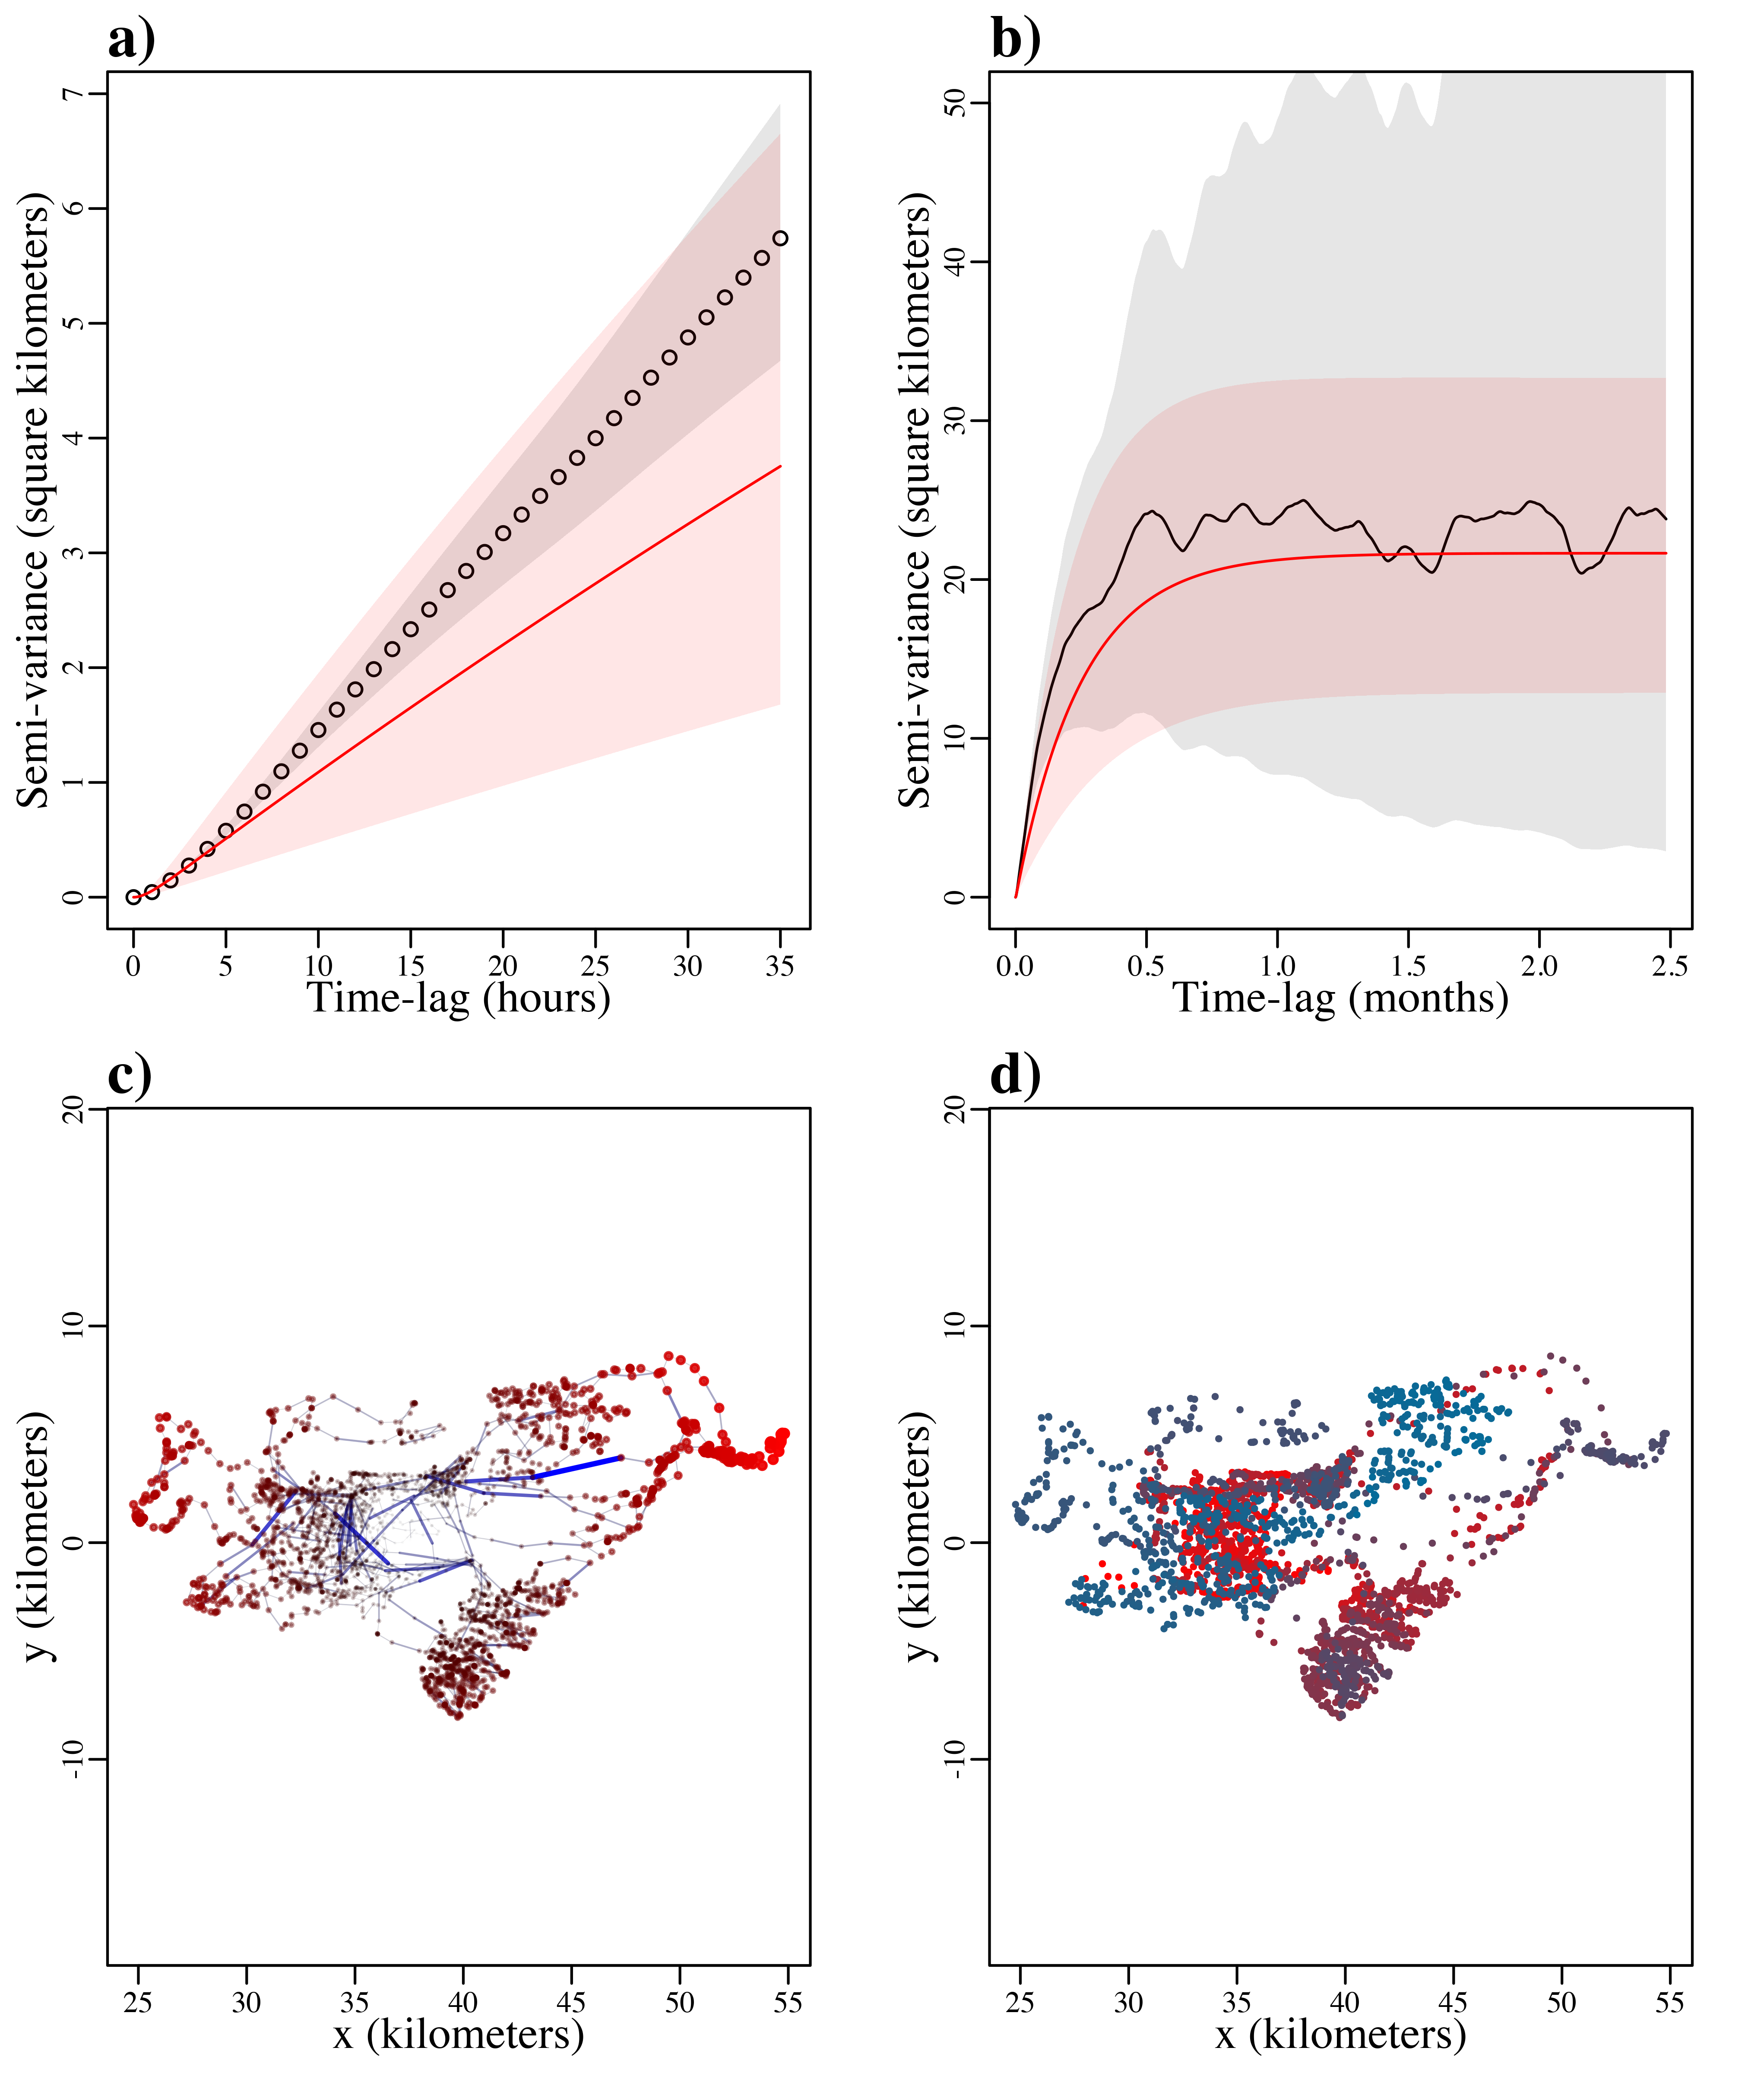 a)
Semi-variance (square kilometers)
7
6
5
4
3
2
1
0
0 5 10 15 20 25 30 35
Time-lag (hours)
b)
Semi-variance (square kilometers)
50
40
30
20
10
0
0.0 0.5 1.0 1.5 2.0 2.5
Time-lag (months)
c)
y (kilometers)
20
10
0
-10
25 30 35 40 45 50 55
x (kilometers)
d)
y (kilometers)
20
10
0
-10
25 30 35 40 45 50 55
x (kilometers)